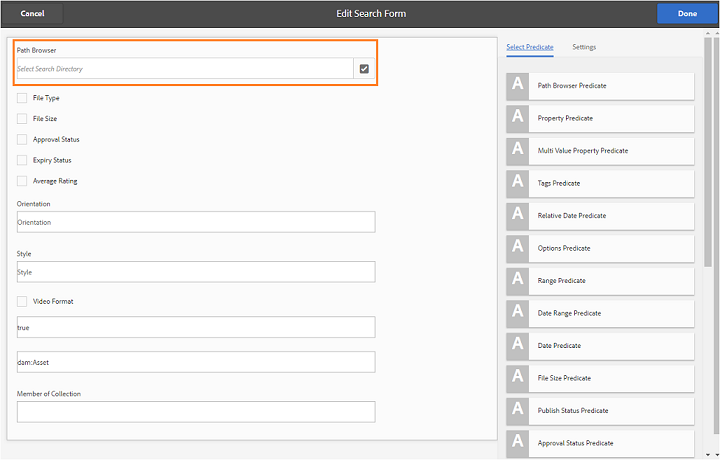 Cancel
Edit Search Form
Done
Path Browser
Select Search Directory
File Type
File Size
Approval Status
Expiry Status
Average Rating
Orientation
Orientation
Style
Style
Video Format
true
dam:Asset
Member of Collection
Select Predicate
Settings
A Path Browser Predicate
A Property Predicate
A Multi Value Property Predicate
A Tags Predicate
A Relative Date Predicate
A Options Predicate
A Range Predicate
A Date Range Predicate
A Date Predicate
A File Size Predicate
A Publish Status Predicate
A Approval Status Predicate